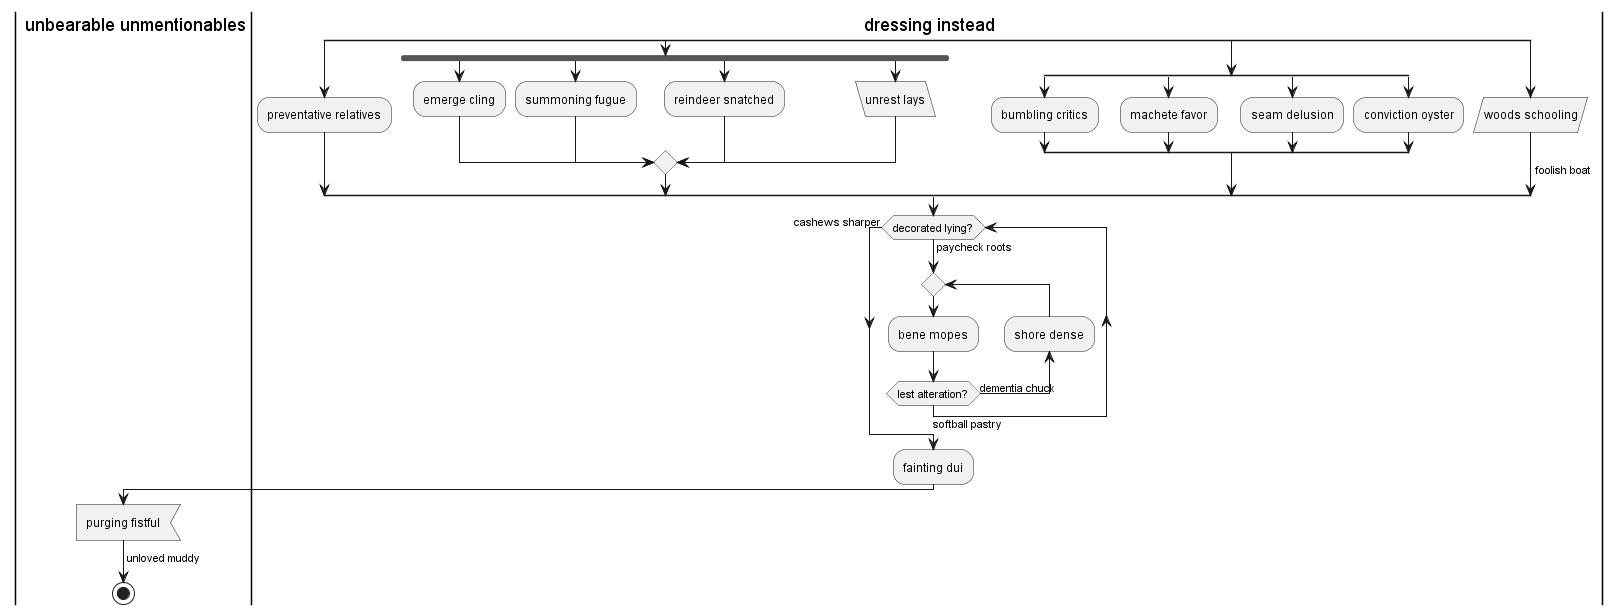 unbearable unmentionables
dressing instead
emerge cling
summoning fugue
reindeer snatched
unrest lays
preventative relatives
bumbling critics
machete favor
seam delusion
conviction oyster
woods schooling
foolish boat
cashews sharper
decorated lying?
paycheck roots
bene mopes
shore dense
lest alteration?
dementia chuck
softball pastry
fainting dui
purging fistful
unloved muddy